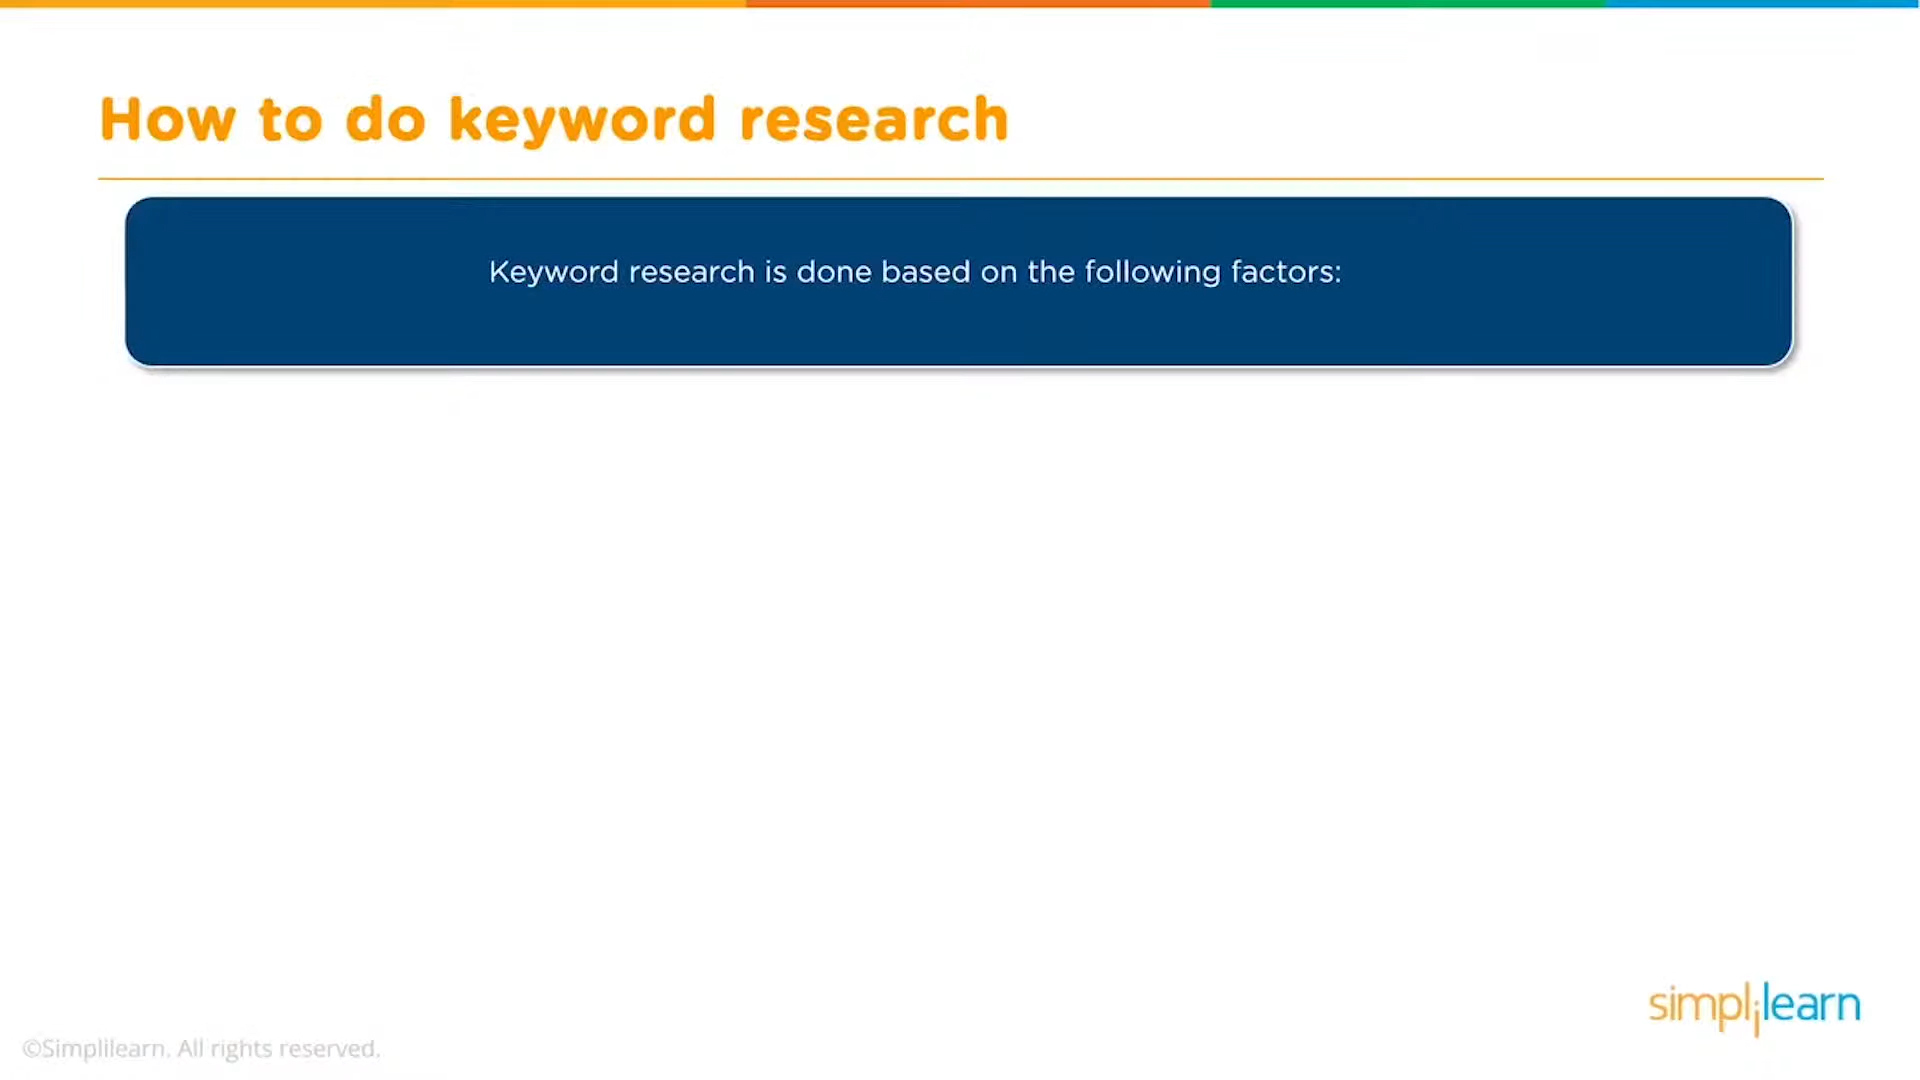 How to do keyword research
Keyword research is done based on the following factors:
simplilearn
©Simplilearn. All rights reserved.